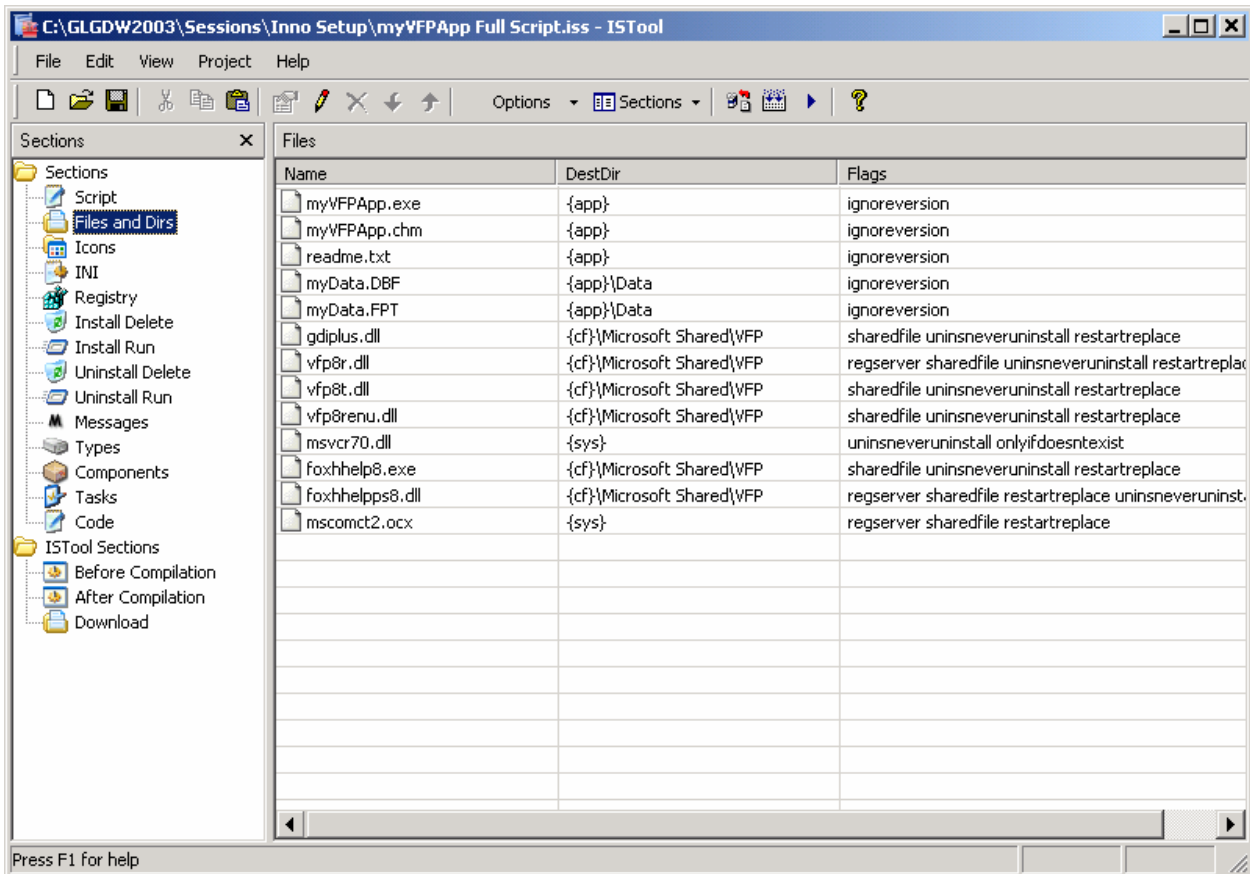 C:\GLGDW2003\Sessions\Inno Setup\myVFPApp Full Script.iss - ISTool
File Edit View Project Help
Options Sections
Sections
Files
Sections
Script
Files and Dirs
Icons
INI
Registry
Install Delete
Install Run
Uninstall Delete
Uninstall Run
Messages
Types
Components
Tasks
Code
ISTool Sections
Before Compilation
After Compilation
Download
Name DestDir Flags
myVFPApp.exe {app} ignoreversion
myVFPApp.chm {app} ignoreversion
readme.txt {app} ignoreversion
myData.DBF {app}\Data ignoreversion
myData.FPT {app}\Data ignoreversion
gdiplus.dll {cf}\Microsoft Shared\VFP sharedfile uninsneveruninstall restartreplace
vfp8r.dll {cf}\Microsoft Shared\VFP regserver sharedfile uninsneveruninstall restartreplac
vfp8t.dll {cf}\Microsoft Shared\VFP sharedfile uninsneveruninstall restartreplace
vfp8renu.dll {cf}\Microsoft Shared\VFP sharedfile uninsneveruninstall restartreplace
msvcr70.dll {sys} uninsneveruninstall onlyifdoesntexist
foxhhelp8.exe {cf}\Microsoft Shared\VFP sharedfile uninsneveruninstall restartreplace
foxhhelpps8.dll {cf}\Microsoft Shared\VFP regserver sharedfile restartreplace uninsneveruninst.
mscomct2.ocx {sys} regserver sharedfile restartreplace
Press F1 for help